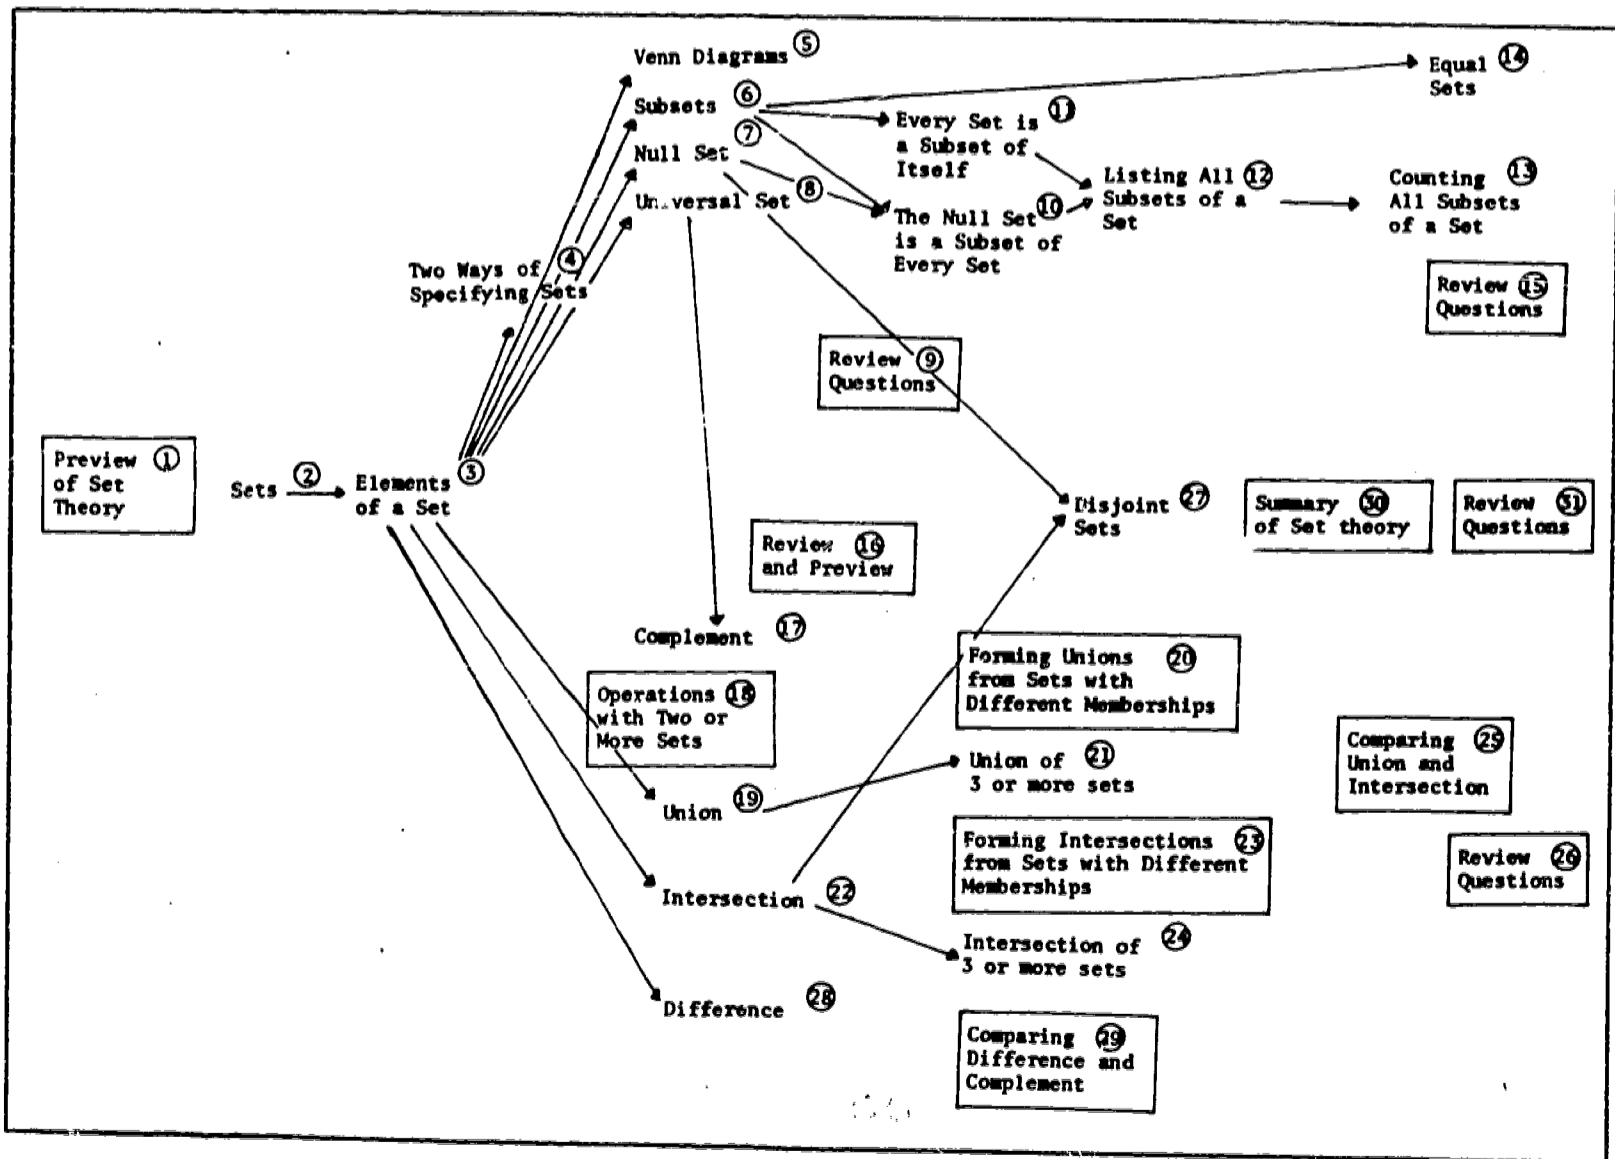 Venn Diagrams 5
Subsets 6
Null Set 7
Universal Set 8
Equal 14
Sets
Every Set is 11
a Subset of
Itself
The Null Set 10
is a Subset of
Every Set
Listing All 12
Subsets of a
Set
Counting 13
All Subsets
of a Set
Two Ways of 4
Specifying Sets
Review 15
Questions
Review 9
Questions
Preview 1
of Set
Theory
Sets 2
Elements 3
of a Set
Disjoint 27
Sets
Summary 30
of Set theory
Review 31
Questions
Review 16
and Preview
Complement 17
Operations 18
with Two or
More Sets
Forming Unions 20
from Sets with
Different Memberships
Union 19
Union of 21
3 or more sets
Comparing 25
Union and
Intersection
Forming Intersections 23
from Sets with Different
Memberships
Review 26
Questions
Intersection 22
Intersection of 24
3 or more sets
Difference 28
Comparing 29
Difference and
Complement